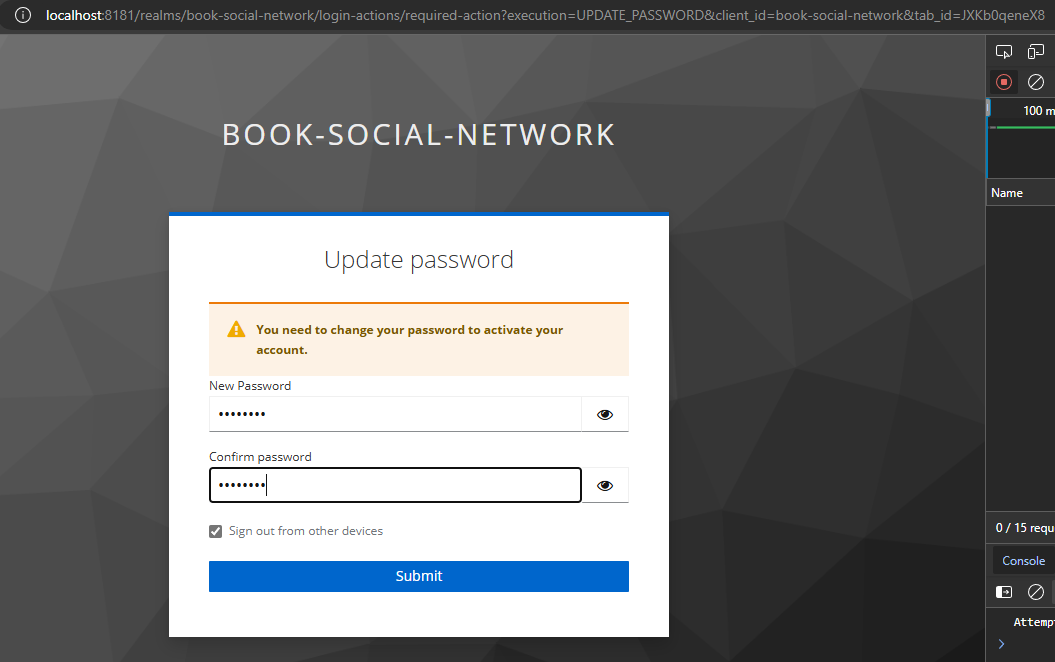 localhost:8181/realms/book-social-network/login-actions/required-action?execution=UPDATE_PASSWORD&client_id=book-social-network&tab_id=JXKb0qeneX8
100 m
BOOK-SOCIAL-NETWORK
Name
Update password
You need to change your password to activate your
account.
New Password
••••••••
Confirm password
••••••••
Sign out from other devices
0 / 15 requ
Console
Submit
Attemp